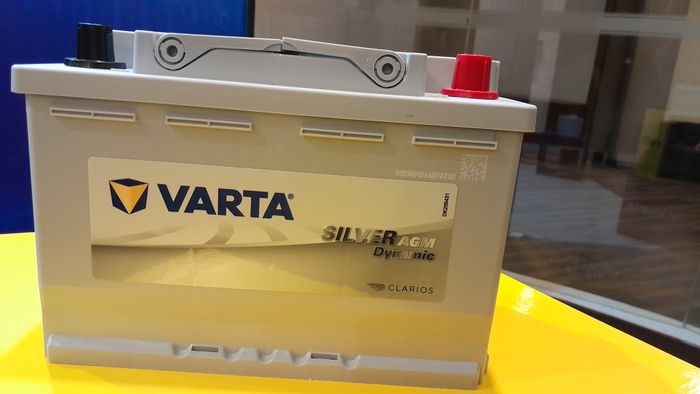 VARTA®
SILVER AGM
Dynamic
CLARIOS